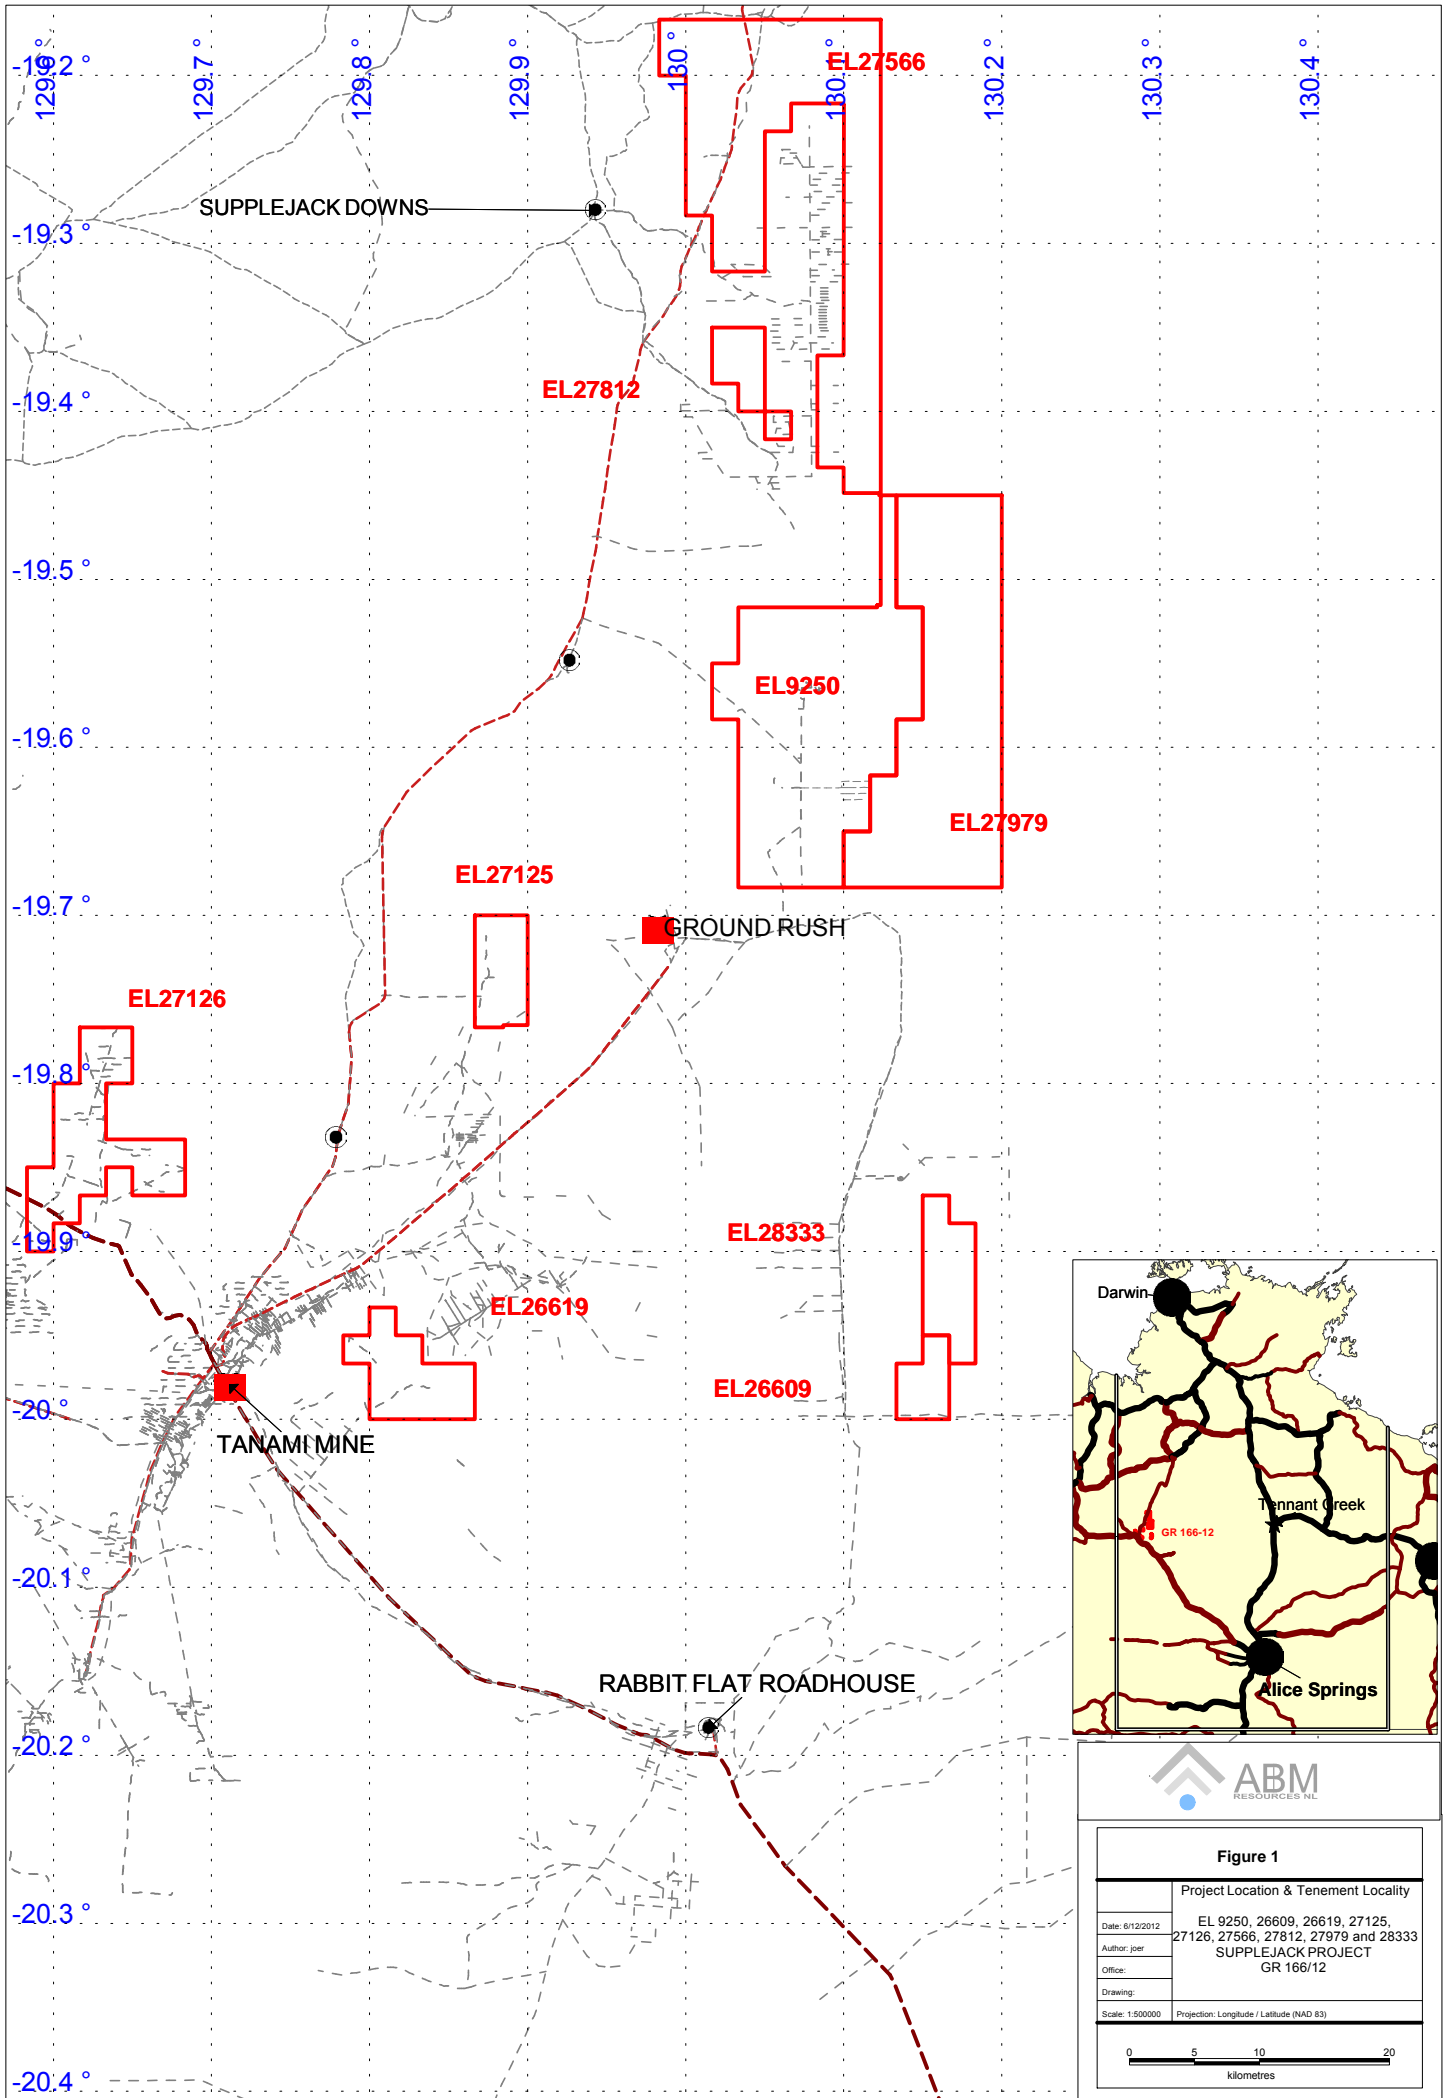 129.6 °
129.7 °
129.8 °
129.9 °
130 °
130.1 °
130.2 °
130.3 °
130.4 °
-19.2 °
EL27566
SUPPLEJACK DOWNS
-19.3 °
EL27812
-19.4 °
-19.5 °
EL9250
-19.6 °
EL27979
EL27125
-19.7 °
GROUND RUSH
EL27126
-19.8 °
EL28333
-19.9 °
EL26619
EL26609
-20 °
TANAMI MINE
-20.1 °
RABBIT FLAT ROADHOUSE
-20.2 °
-20.3 °
-20.4 °
Darwin
Tennant Creek
GR 166-12
Alice Springs
ABM
RESOURCES NL
Figure 1
Project Location & Tenement Locality
EL 9250, 26609, 26619, 27125,
27126, 27566, 27812, 27979 and 28333
SUPPLEJACK PROJECT
GR 166/12
Date: 6/12/2012
Author: joer
Office:
Drawing:
Scale: 1:500000
Projection: Longitude / Latitude (NAD 83)
0 5 10 20
kilometres